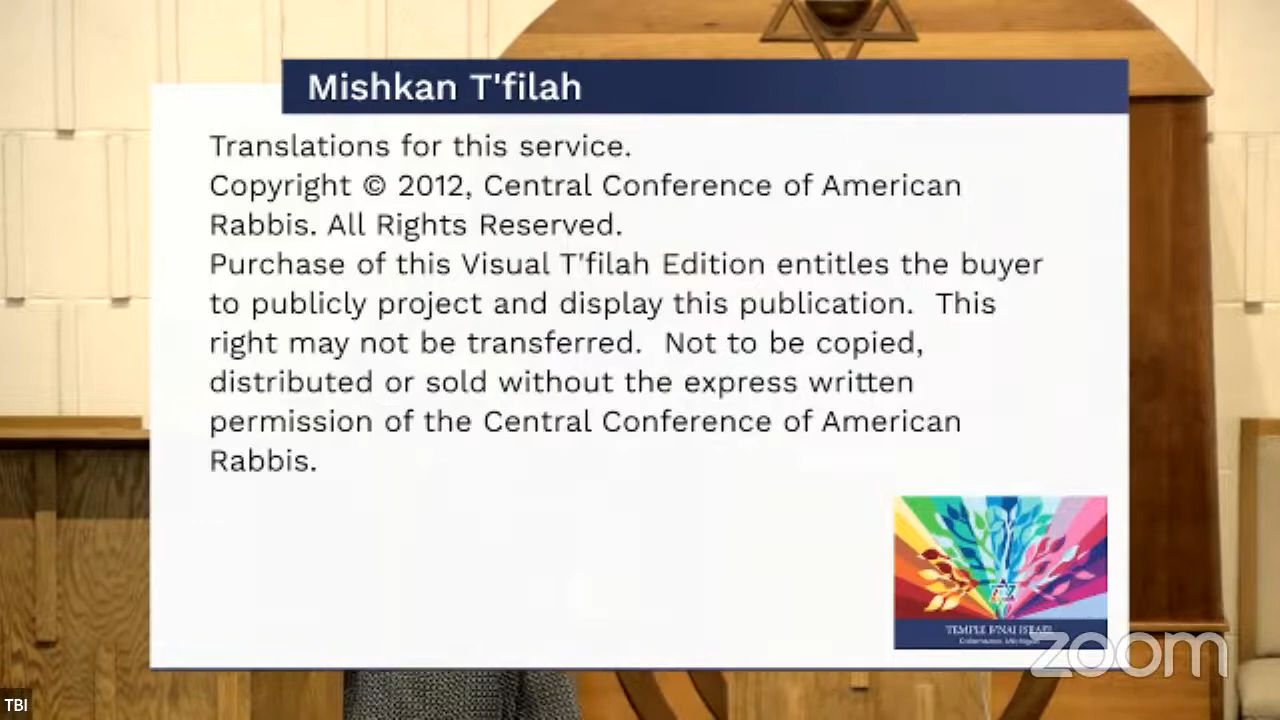 Mishkan T'filah
Translations for this service.
Copyright © 2012, Central Conference of American
Rabbis. All Rights Reserved.
Purchase of this Visual T'filah Edition entitles the buyer
to publicly project and display this publication.  This
right may not be transferred.  Not to be copied,
distributed or sold without the express written
permission of the Central Conference of American
Rabbis.
TEMPLE B'NAI ISRAEL
zoom
TBI